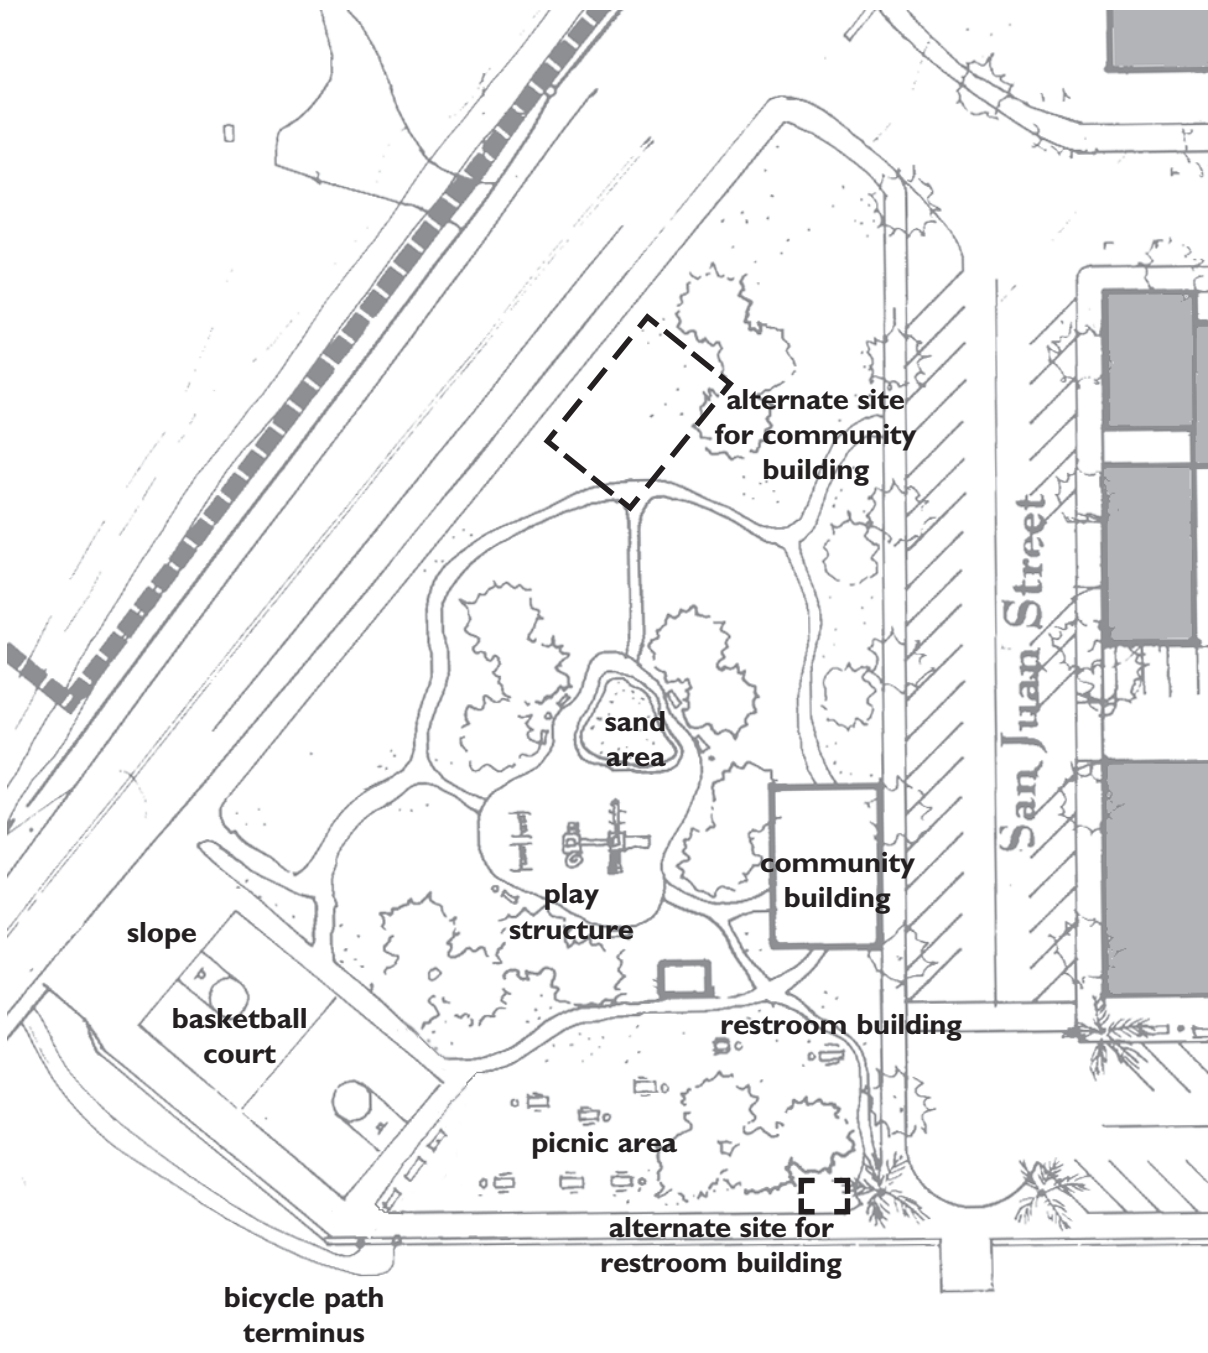 alternate site
for community
building
San Juan Street
sand
area
community
building
play
structure
slope
basketball
court
restroom building
picnic area
alternate site for
restroom building
bicycle path
terminus